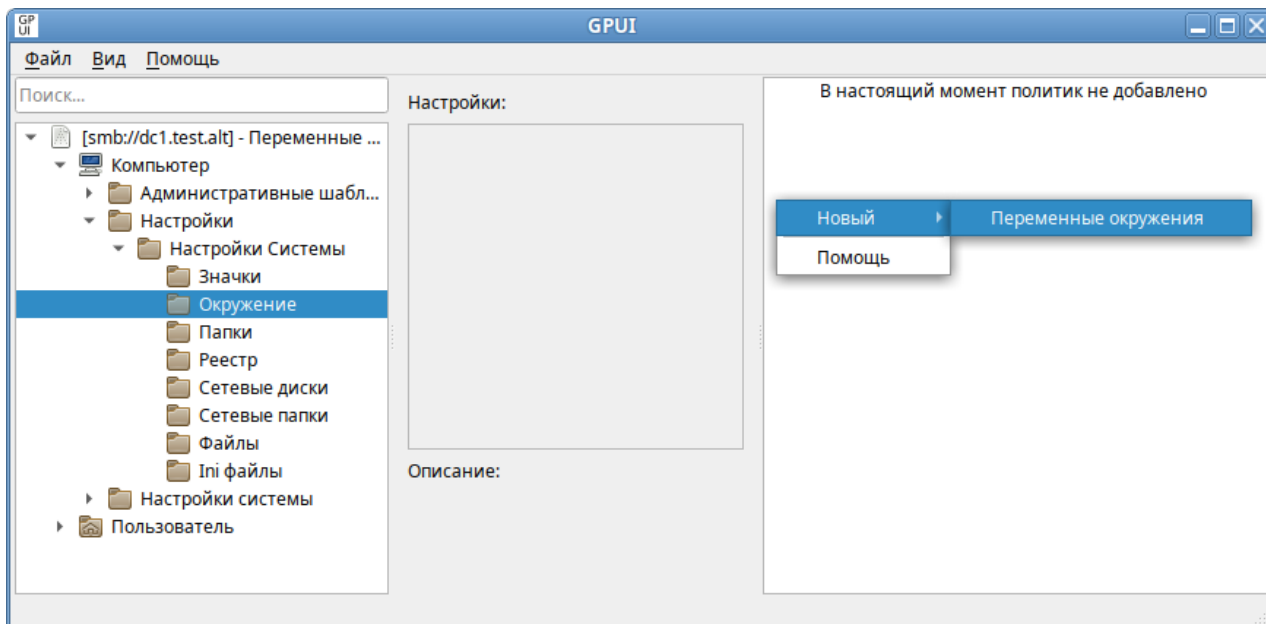 GP
UI
GPUI
Файл Вид Помощь
Поиск...
[smb://dc1.test.alt] - Переменные ...
Компьютер
Административные шабл...
Настройки
Настройки Системы
Значки
Окружение
Папки
Реестр
Сетевые диски
Сетевые папки
Файлы
Ini файлы
Настройки системы
Пользователь
Настройки:
Описание:
В настоящий момент политик не добавлено
Новый Переменные окружения
Помощь